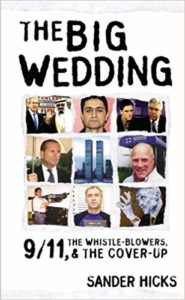 THE BIG
WEDDING
9/11, THE WHISTLE-BLOWERS,
& THE COVER-UP
SANDER HICKS